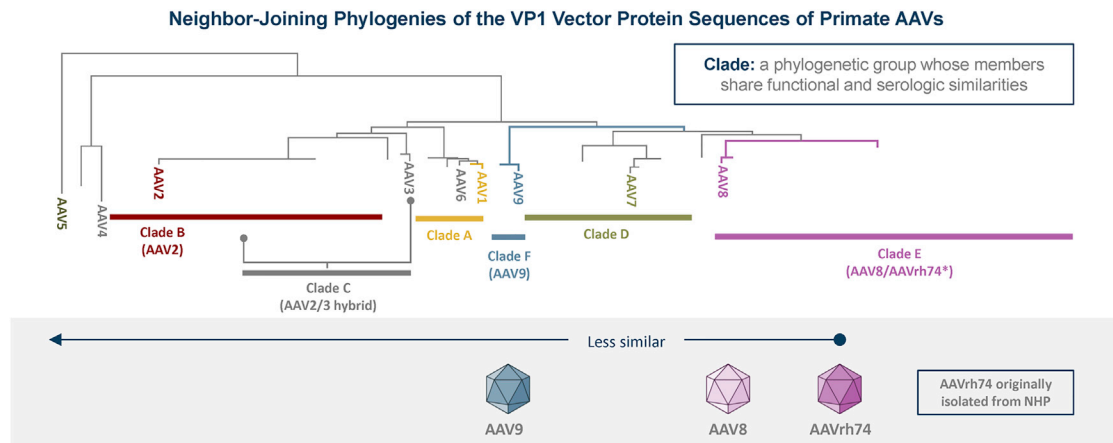 Neighbor-Joining Phylogenies of the VP1 Vector Protein Sequences of Primate AAVs
Clade: a phylogenetic group whose members
share functional and serologic similarities
AAV5
AAV4
AAV2
AAV3
AAV6
AAV1
AAV9
AAV7
AAV8
Clade B
(AAV2)
Clade C
(AAV2/3 hybrid)
Clade A
Clade F
(AAV9)
Clade D
Clade E
(AAV8/AAVrh74*)
Less similar
AAV9
AAV8
AAVrh74
AAVrh74 originally
isolated from NHP